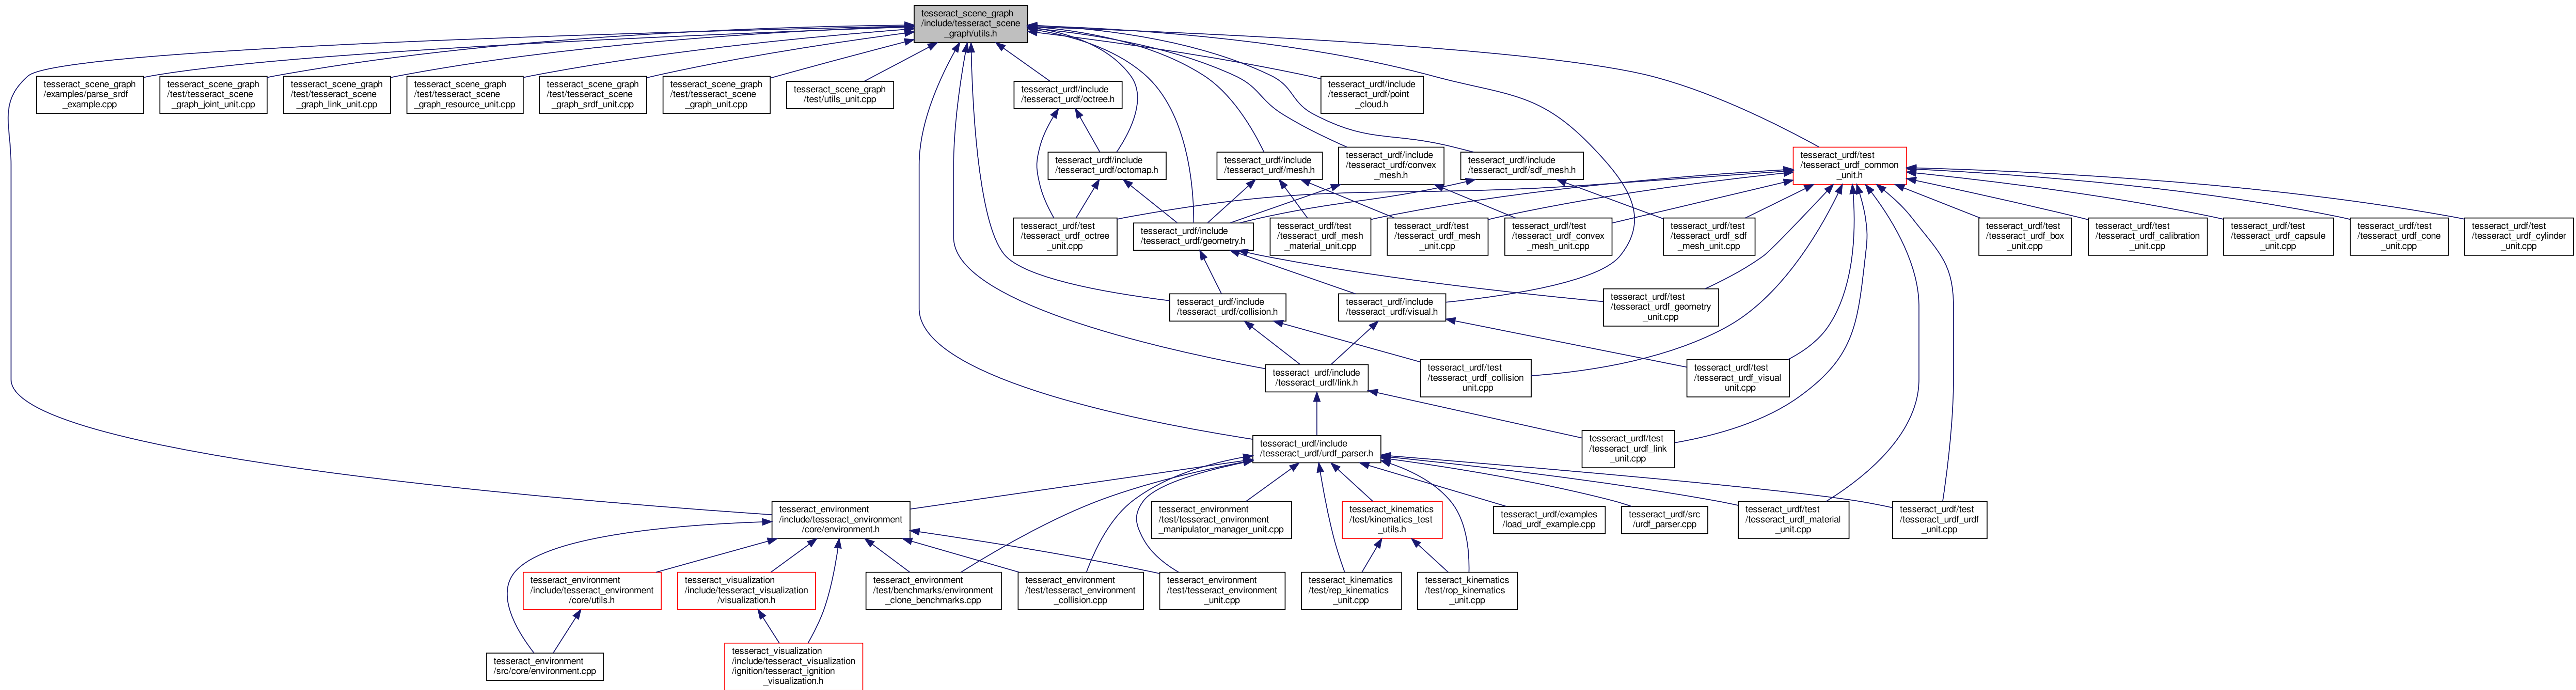 tesseract_scene_graph
/include/tesseract_scene
_graph/utils.h
tesseract_scene_graph
/examples/parse_srdf
_example.cpp
tesseract_scene_graph
/test/tesseract_scene
_graph_joint_unit.cpp
tesseract_scene_graph
/test/tesseract_scene
_graph_link_unit.cpp
tesseract_scene_graph
/test/tesseract_scene
_graph_resource_unit.cpp
tesseract_scene_graph
/test/tesseract_scene
_graph_srdf_unit.cpp
tesseract_scene_graph
/test/tesseract_scene
_graph_unit.cpp
tesseract_scene_graph
/test/utils_unit.cpp
tesseract_urdf/include
/tesseract_urdf/octree.h
tesseract_urdf/include
/tesseract_urdf/point
_cloud.h
tesseract_urdf/include
/tesseract_urdf/octomap.h
tesseract_urdf/include
/tesseract_urdf/mesh.h
tesseract_urdf/include
/tesseract_urdf/convex
_mesh.h
tesseract_urdf/include
/tesseract_urdf/sdf_mesh.h
tesseract_urdf/test
/tesseract_urdf_common
_unit.h
tesseract_urdf/test
/tesseract_urdf_octree
_unit.cpp
tesseract_urdf/include
/tesseract_urdf/geometry.h
tesseract_urdf/test
/tesseract_urdf_mesh
_material_unit.cpp
tesseract_urdf/test
/tesseract_urdf_mesh
_unit.cpp
tesseract_urdf/test
/tesseract_urdf_convex
_mesh_unit.cpp
tesseract_urdf/test
/tesseract_urdf_sdf
_mesh_unit.cpp
tesseract_urdf/test
/tesseract_urdf_box
_unit.cpp
tesseract_urdf/test
/tesseract_urdf_calibration
_unit.cpp
tesseract_urdf/test
/tesseract_urdf_capsule
_unit.cpp
tesseract_urdf/test
/tesseract_urdf_cone
_unit.cpp
tesseract_urdf/test
/tesseract_urdf_cylinder
_unit.cpp
tesseract_urdf/include
/tesseract_urdf/collision.h
tesseract_urdf/include
/tesseract_urdf/visual.h
tesseract_urdf/test
/tesseract_urdf_geometry
_unit.cpp
tesseract_urdf/include
/tesseract_urdf/link.h
tesseract_urdf/test
/tesseract_urdf_collision
_unit.cpp
tesseract_urdf/test
/tesseract_urdf_visual
_unit.cpp
tesseract_urdf/include
/tesseract_urdf/urdf_parser.h
tesseract_urdf/test
/tesseract_urdf_link
_unit.cpp
tesseract_environment
/include/tesseract_environment
/core/environment.h
tesseract_environment
/test/tesseract_environment
_manipulator_manager_unit.cpp
tesseract_kinematics
/test/kinematics_test
_utils.h
tesseract_urdf/examples
/load_urdf_example.cpp
tesseract_urdf/src
/urdf_parser.cpp
tesseract_urdf/test
/tesseract_urdf_material
_unit.cpp
tesseract_urdf/test
/tesseract_urdf_urdf
_unit.cpp
tesseract_environment
/include/tesseract_environment
/core/utils.h
tesseract_visualization
/include/tesseract_visualization
/visualization.h
tesseract_environment
/test/benchmarks/environment
_clone_benchmarks.cpp
tesseract_environment
/test/tesseract_environment
_collision.cpp
tesseract_environment
/test/tesseract_environment
_unit.cpp
tesseract_kinematics
/test/rep_kinematics
_unit.cpp
tesseract_kinematics
/test/rop_kinematics
_unit.cpp
tesseract_environment
/src/core/environment.cpp
tesseract_visualization
/include/tesseract_visualization
/ignition/tesseract_ignition
_visualization.h